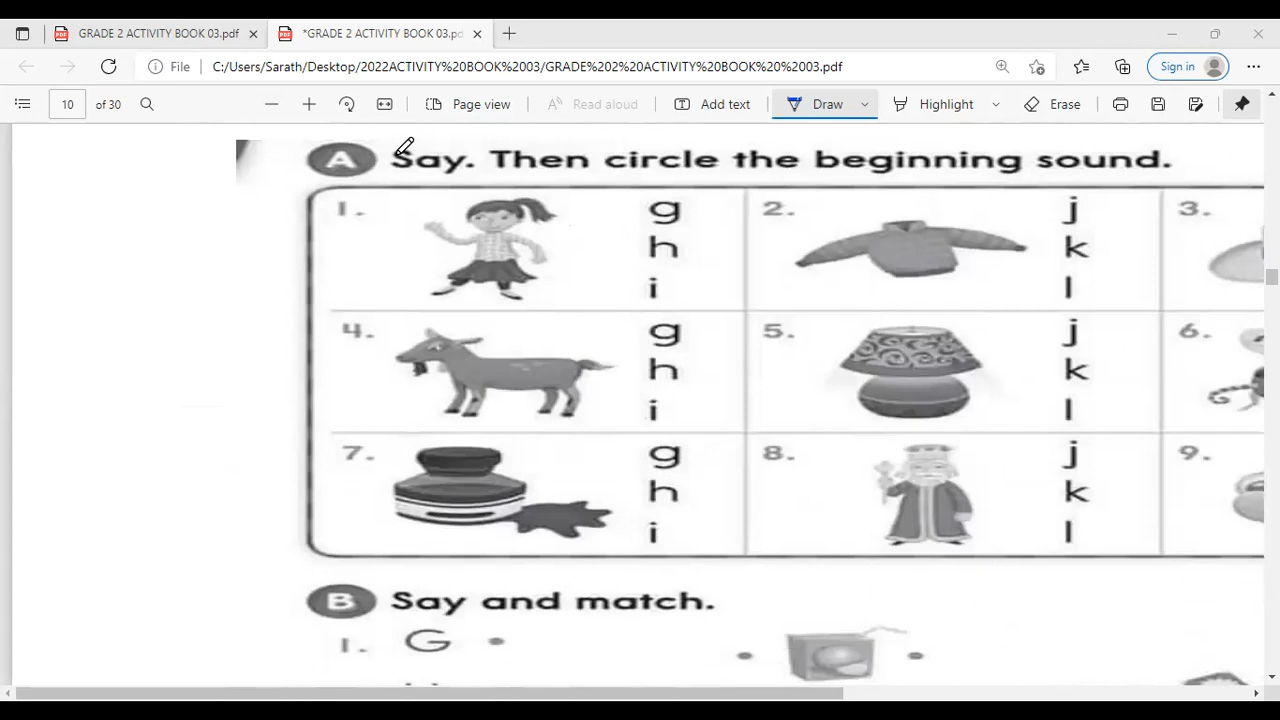 GRADE 2 ACTIVITY BOOK 03.pdf
*GRADE 2 ACTIVITY BOOK 03.pd
File C:/Users/Sarath/Desktop/2022ACTIVITY%20BOOK%2003/GRADE%202%20ACTIVITY%20BOOK%20%2003.pdf
Sign in
10 of 30
Page view
Read aloud
Add text
Draw
Highlight
Erase
A Say. Then circle the beginning sound.
1. g 2. j 3.
h k
i l
4. g 5. j 6.
h k
i l
7. g 8. j 9.
h k
i l
B Say and match.
1. G